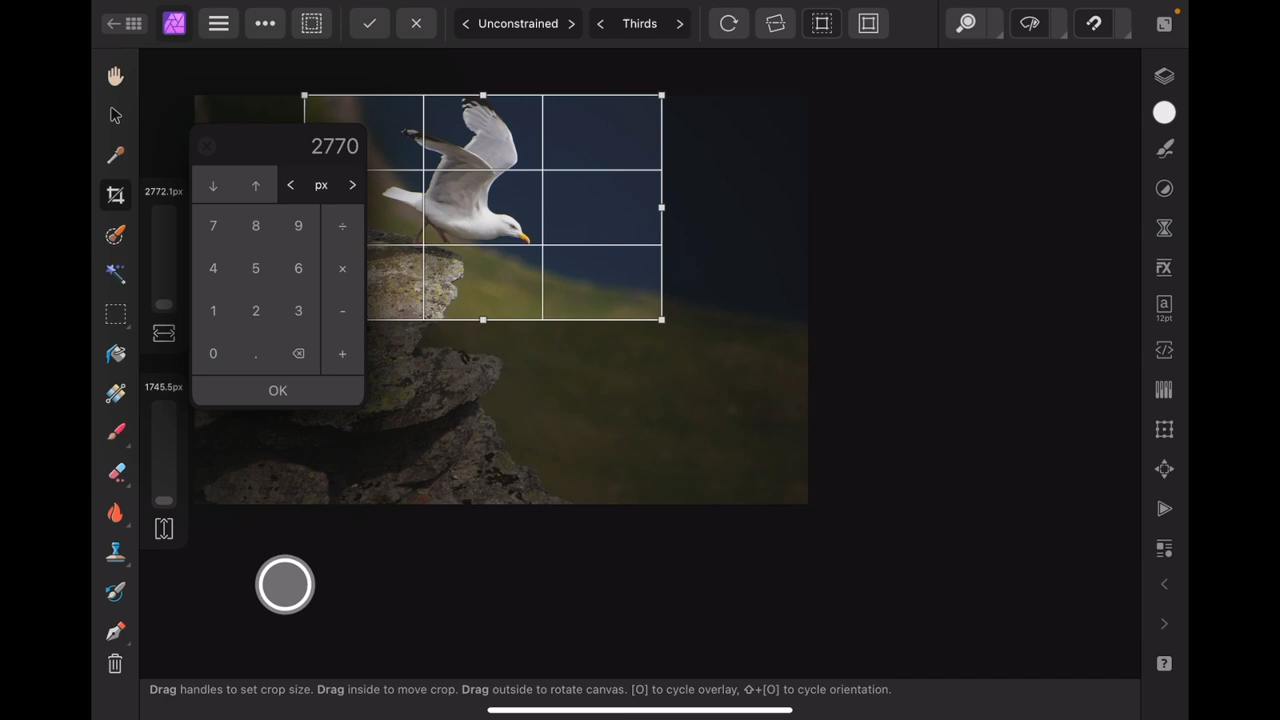 Unconstrained
Thirds
2770
px
2772.1px
7 8 9 ÷
4 5 6 ×
1 2 3 -
0 . +
OK
1745.5px
a
12pt
FX
?
Drag handles to set crop size. Drag inside to move crop. Drag outside to rotate canvas. [O] to cycle overlay, ⇧+[O] to cycle orientation.